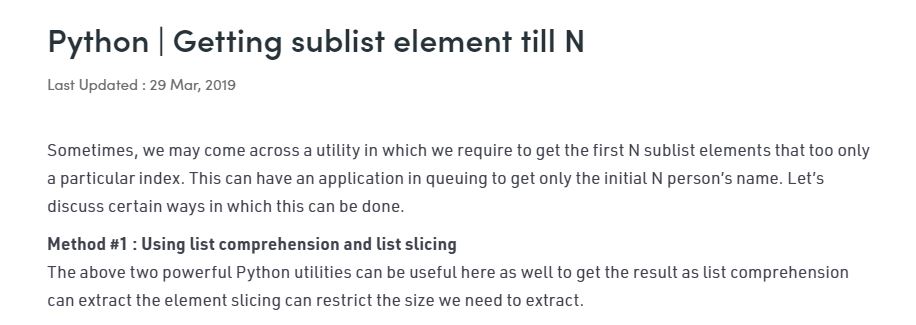 Python | Getting sublist element till N
Last Updated : 29 Mar, 2019
Sometimes, we may come across a utility in which we require to get the first N sublist elements that too only
a particular index. This can have an application in queuing to get only the initial N person's name. Let's
discuss certain ways in which this can be done.
Method #1 : Using list comprehension and list slicing
The above two powerful Python utilities can be useful here as well to get the result as list comprehension
can extract the element slicing can restrict the size we need to extract.